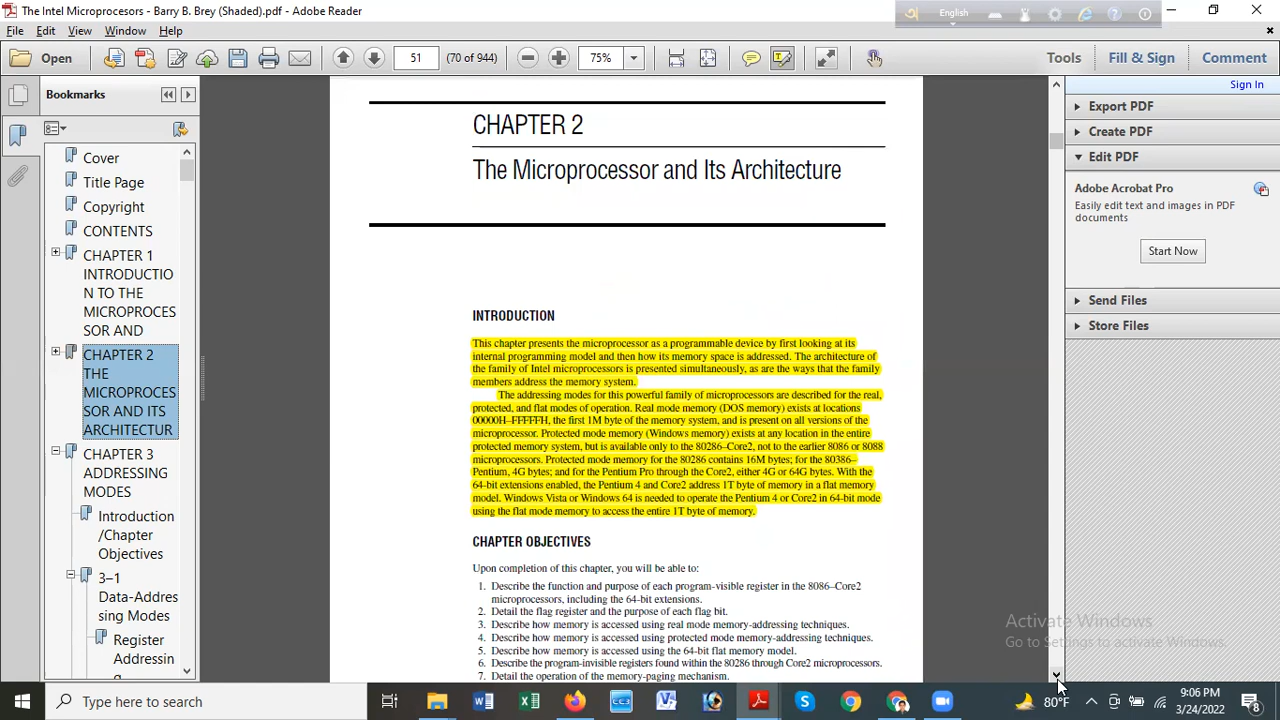 The Intel Microprocesors - Barry B. Brey (Shaded).pdf - Adobe Reader
English
File Edit View Window Help
Open
51
(70 of 944)
75%
Tools
Fill & Sign
Comment
Bookmarks
Cover
Title Page
Copyright
CONTENTS
CHAPTER 1
INTRODUCTIO
N TO THE
MICROPROCES
SOR AND
CHAPTER 2
THE
MICROPROCES
SOR AND ITS
ARCHITECTUR
CHAPTER 3
ADDRESSING
MODES
Introduction
/Chapter
Objectives
3–1
Data-Addres
sing Modes
Register
Addressin
g
CHAPTER 2
The Microprocessor and Its Architecture
INTRODUCTION
This chapter presents the microprocessor as a programmable device by first looking at its
internal programming model and then how its memory space is addressed. The architecture of
the family of Intel microprocessors is presented simultaneously, as are the ways that the family
members address the memory system.
The addressing modes for this powerful family of microprocessors are described for the real,
protected, and flat modes of operation. Real mode memory (DOS memory) exists at locations
00000H–FFFFFH, the first 1M byte of the memory system, and is present on all versions of the
microprocessor. Protected mode memory (Windows memory) exists at any location in the entire
protected memory system, but is available only to the 80286–Core2, not to the earlier 8086 or 8088
microprocessors. Protected mode memory for the 80286 contains 16M bytes; for the 80386–
Pentium, 4G bytes; and for the Pentium Pro through the Core2, either 4G or 64G bytes. With the
64-bit extensions enabled, the Pentium 4 and Core2 address 1T byte of memory in a flat memory
model. Windows Vista or Windows 64 is needed to operate the Pentium 4 or Core2 in 64-bit mode
using the flat mode memory to access the entire 1T byte of memory.
CHAPTER OBJECTIVES
Upon completion of this chapter, you will be able to:
1. Describe the function and purpose of each program-visible register in the 8086–Core2
microprocessors, including the 64-bit extensions.
2. Detail the flag register and the purpose of each flag bit.
3. Describe how memory is accessed using real mode memory-addressing techniques.
4. Describe how memory is accessed using protected mode memory-addressing techniques.
5. Describe how memory is accessed using the 64-bit flat memory model.
6. Describe the program-invisible registers found within the 80286 through Core2 microprocessors.
7. Detail the operation of the memory-paging mechanism.
Sign In
Export PDF
Create PDF
Edit PDF
Adobe Acrobat Pro
Easily edit text and images in PDF
documents
Start Now
Send Files
Store Files
Activate Windows
Go to Settings to activate Windows.
Type here to search
80°F
9:06 PM
3/24/2022
8